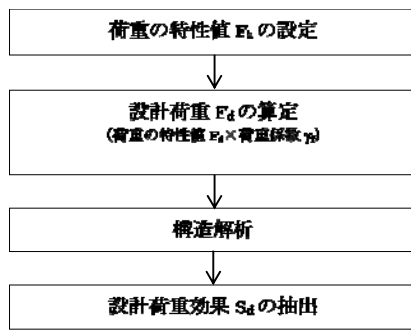 荷重の特性値 Fk の設定
設計荷重 Fd の算定
(荷重の特性値 Fd×荷重係数 γf)
構造解析
設計荷重効果 Sd の抽出